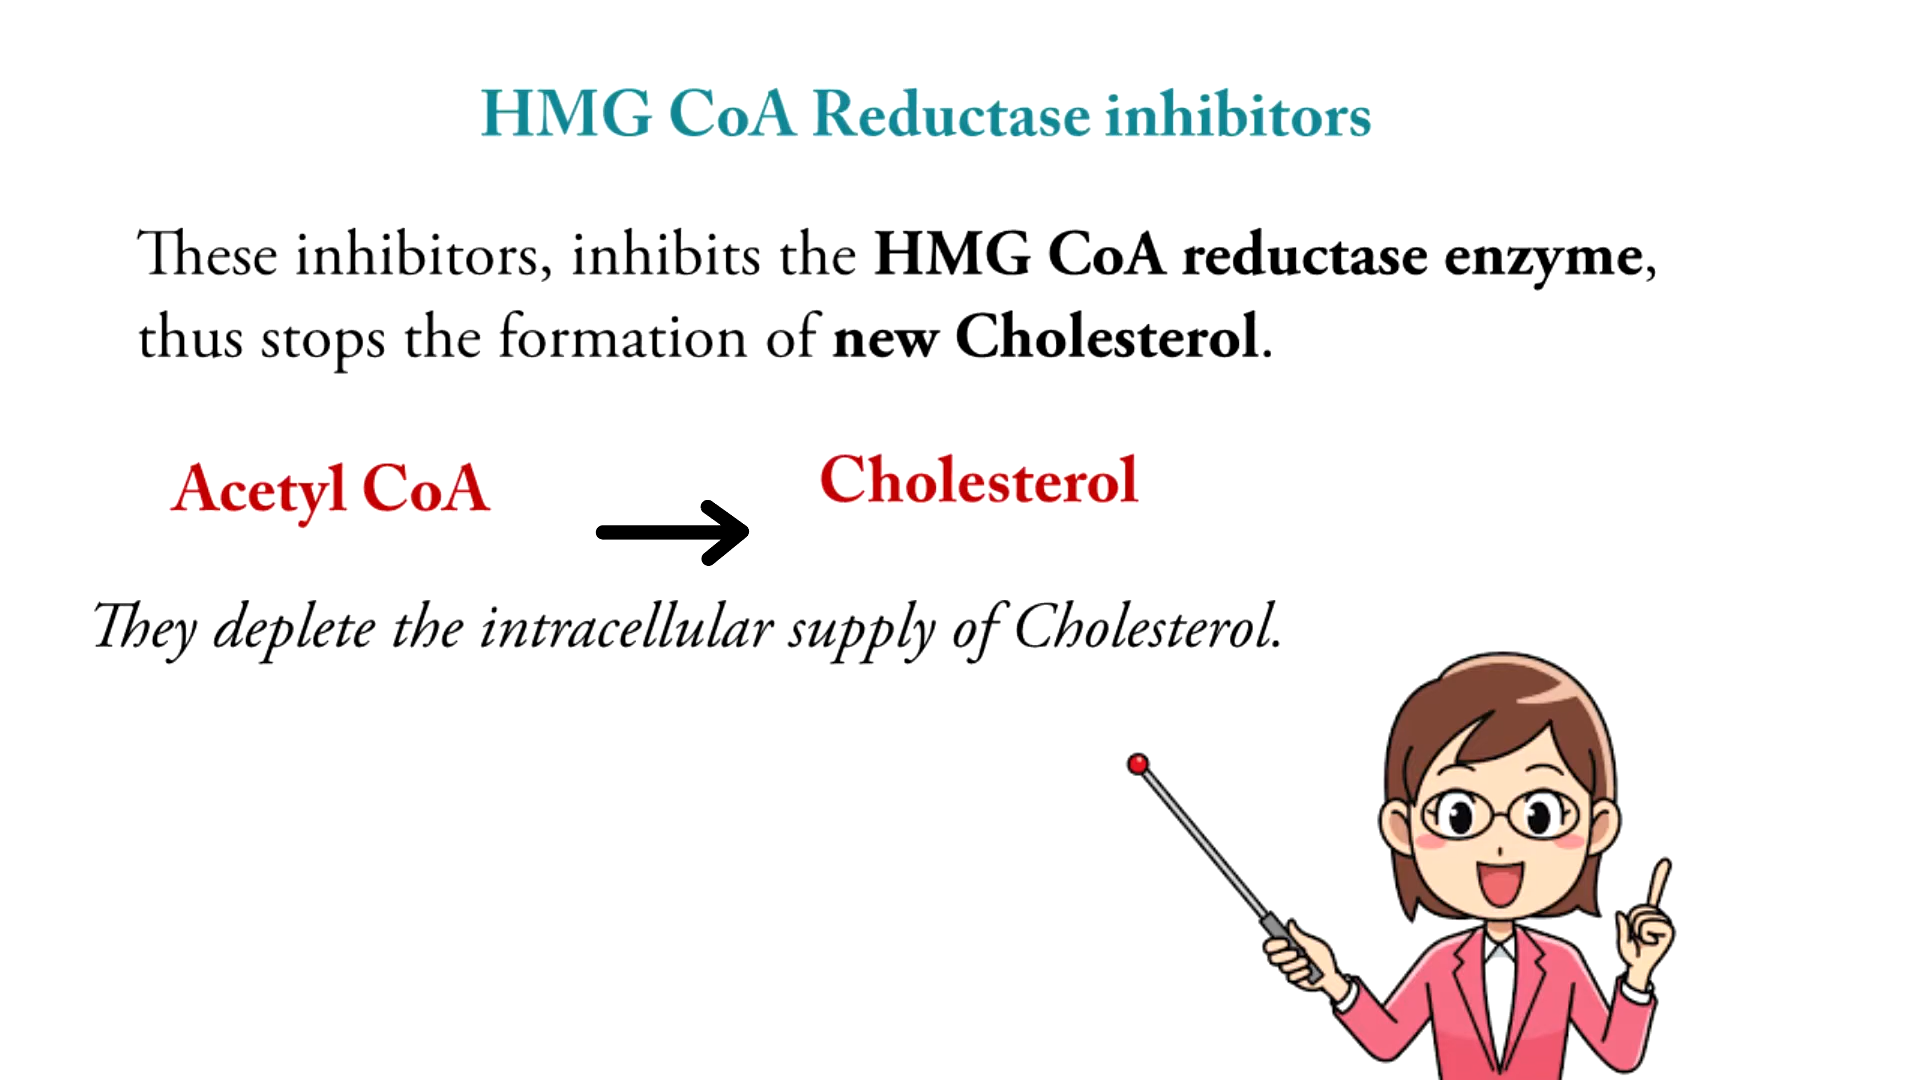 HMG CoA Reductase inhibitors
These inhibitors, inhibits the HMG CoA reductase enzyme,
thus stops the formation of new Cholesterol.
Acetyl CoA
Cholesterol
They deplete the intracellular supply of Cholesterol.